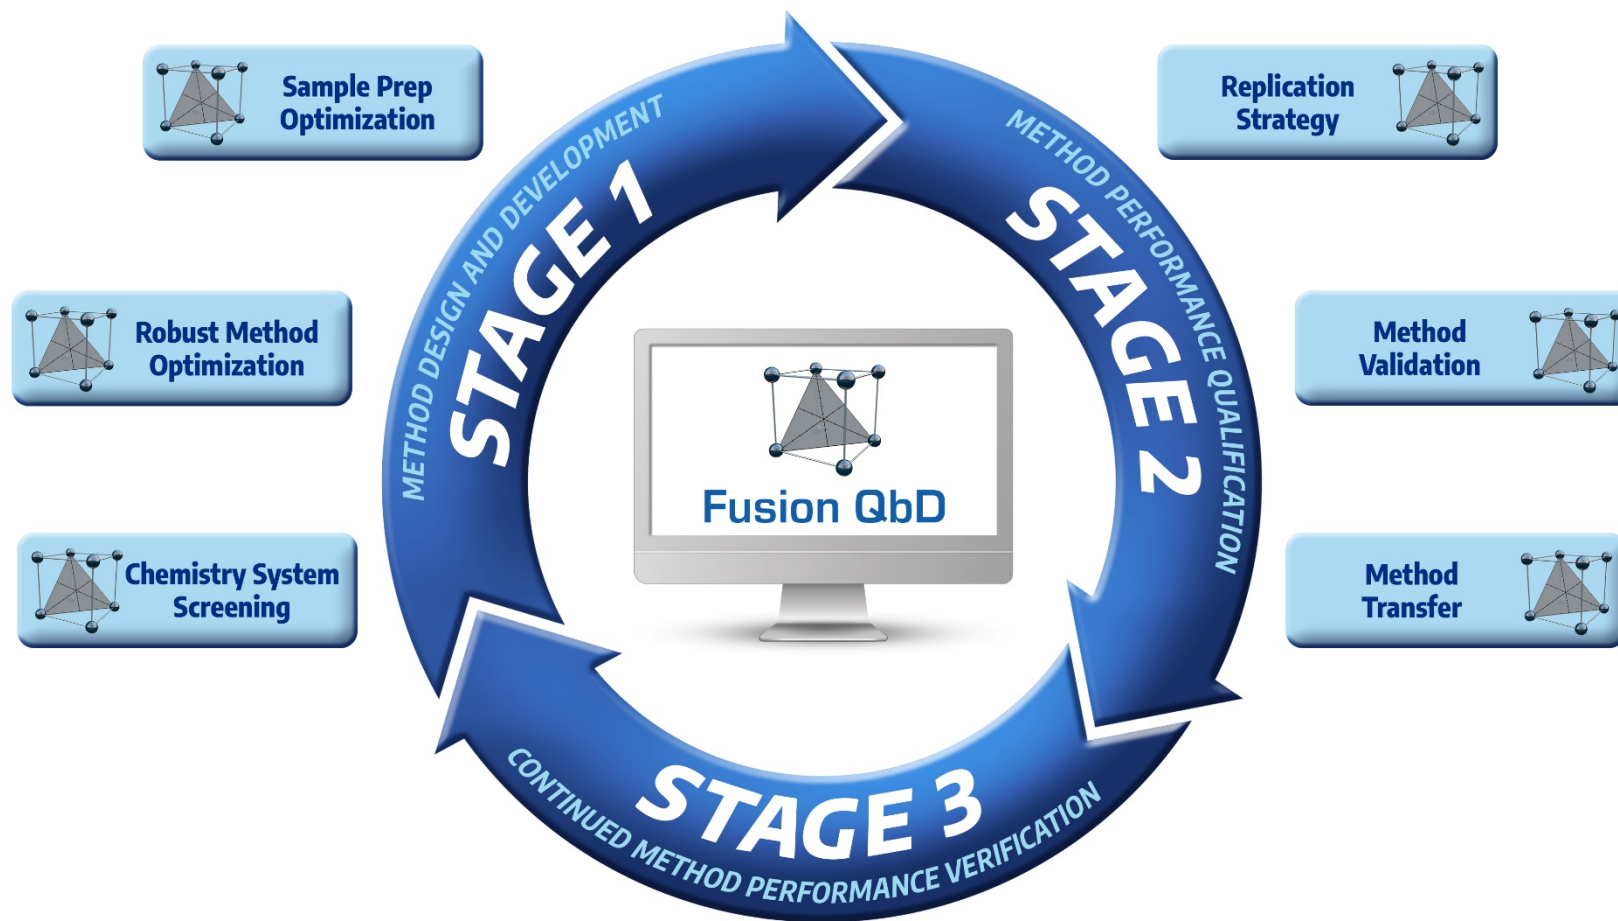 Sample Prep
Optimization
Robust Method
Optimization
Chemistry System
Screening
METHOD DESIGN AND DEVELOPMENT
STAGE 1
METHOD PERFORMANCE QUALIFICATION
STAGE 2
STAGE 3
CONTINUED METHOD PERFORMANCE VERIFICATION
Fusion QbD
Replication
Strategy
Method
Validation
Method
Transfer